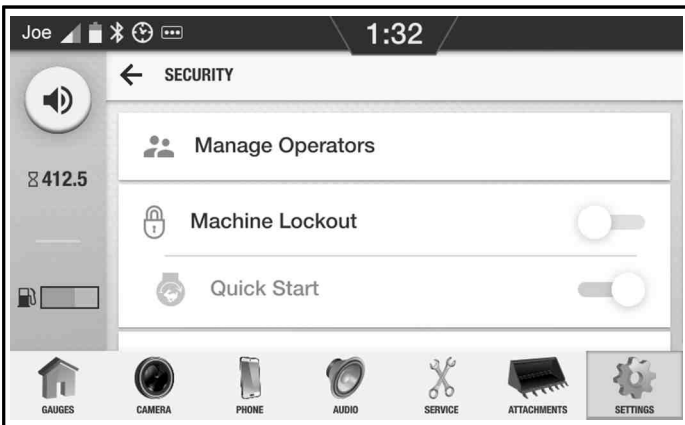 Joe
1:32
SECURITY
412.5
Manage Operators
Machine Lockout
Quick Start
GAUGES CAMERA PHONE AUDIO SERVICE ATTACHMENTS SETTINGS